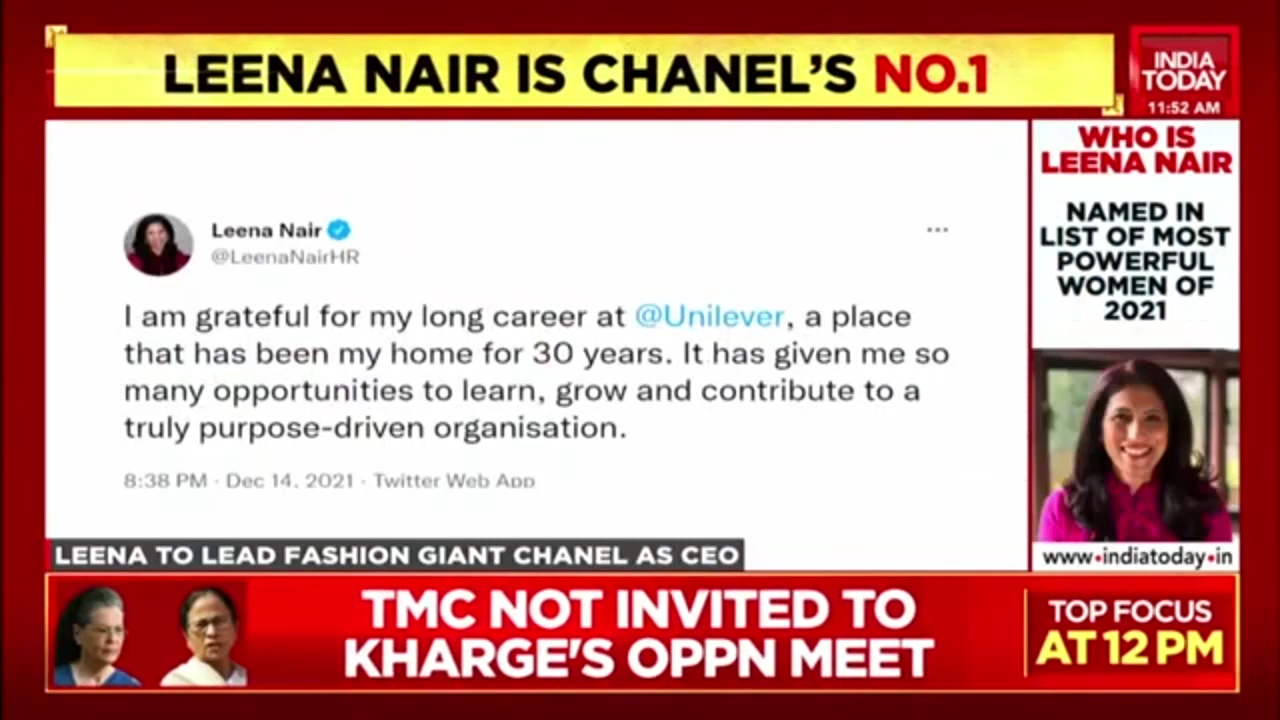 LEENA NAIR IS CHANEL'S NO.1
INDIA
TODAY
11:52 AM
Leena Nair
@LeenaNairHR
I am grateful for my long career at @Unilever, a place
that has been my home for 30 years. It has given me so
many opportunities to learn, grow and contribute to a
truly purpose-driven organisation.
8:38 PM · Dec 14, 2021 · Twitter Web App
WHO IS
LEENA NAIR
NAMED IN
LIST OF MOST
POWERFUL
WOMEN OF
2021
www•indiatoday•in
LEENA TO LEAD FASHION GIANT CHANEL AS CEO
TMC NOT INVITED TO
KHARGE'S OPPN MEET
TOP FOCUS
AT 12 PM